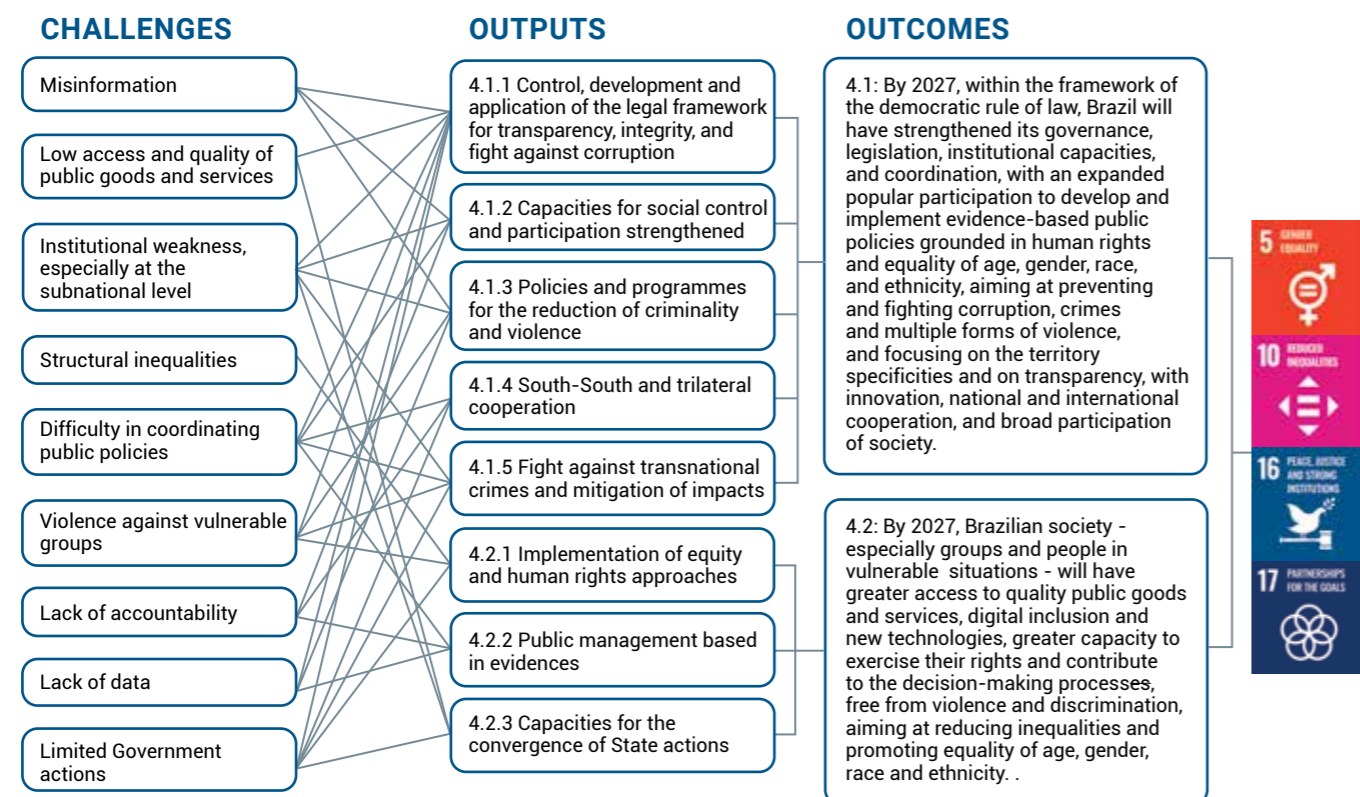 CHALLENGES
Misinformation
Low access and quality of
public goods and services
Institutional weakness,
especially at the
subnational level
Structural inequalities
Difficulty in coordinating
public policies
Violence against vulnerable
groups
Lack of accountability
Lack of data
Limited Government
actions
OUTPUTS
4.1.1 Control, development and
application of the legal framework
for transparency, integrity, and
fight against corruption
4.1.2 Capacities for social control
and participation strengthened
4.1.3 Policies and programmes
for the reduction of criminality
and violence
4.1.4 South-South and trilateral
cooperation
4.1.5 Fight against transnational
crimes and mitigation of impacts
4.2.1 Implementation of equity
and human rights approaches
4.2.2 Public management based
in evidences
4.2.3 Capacities for the
convergence of State actions
OUTCOMES
4.1: By 2027, within the framework of
the democratic rule of law, Brazil will
have strengthened its governance,
legislation, institutional capacities,
and coordination, with an expanded
popular participation to develop and
implement evidence-based public
policies grounded in human rights
and equality of age, gender, race,
and ethnicity, aiming at preventing
and fighting corruption, crimes
and multiple forms of violence,
and focusing on the territory
specificities and on transparency, with
innovation, national and international
cooperation, and broad participation
of society.
4.2: By 2027, Brazilian society -
especially groups and people in
vulnerable situations - will have
greater access to quality public goods
and services, digital inclusion and
new technologies, greater capacity to
exercise their rights and contribute
to the decision-making processes,
free from violence and discrimination,
aiming at reducing inequalities and
promoting equality of age, gender,
race and ethnicity. .
5 GENDER
EQUALITY
10 REDUCED
INEQUALITIES
16 PEACE, JUSTICE
AND STRONG
INSTITUTIONS
17 PARTNERSHIPS
FOR THE GOALS